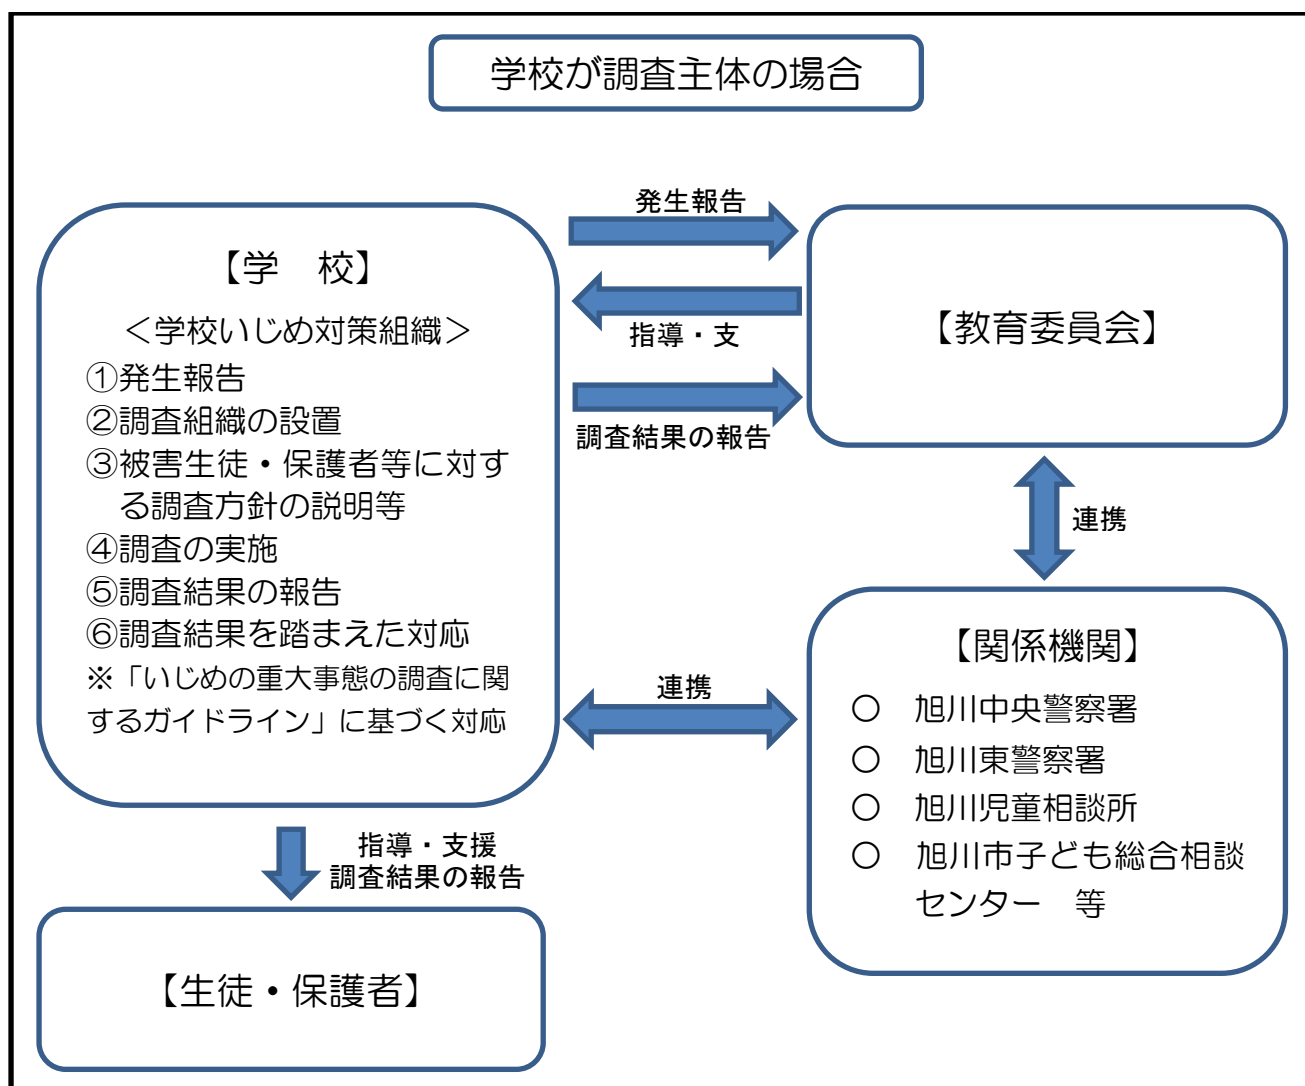 学校が調査主体の場合
【学　校】
＜学校いじめ対策組織＞
①発生報告
②調査組織の設置
③被害生徒・保護者等に対す
る調査方針の説明等
④調査の実施
⑤調査結果の報告
⑥調査結果を踏まえた対応
※「いじめの重大事態の調査に関
するガイドライン」に基づく対応
発生報告
指導・支
調査結果の報告
【教育委員会】
連携
連携
【関係機関】
○　旭川中央警察署
○　旭川東警察署
○　旭川児童相談所
○　旭川市子ども総合相談
センター　等
指導・支援
調査結果の報告
【生徒・保護者】